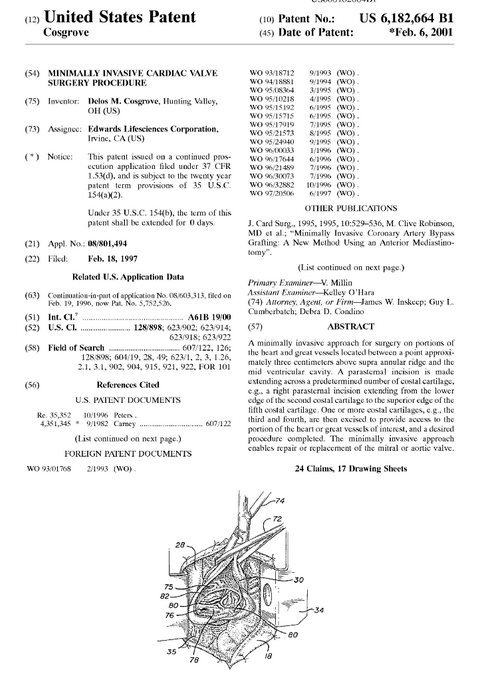 (12) United States Patent
Cosgrove
(10) Patent No.: US 6,182,664 B1
(45) Date of Patent: *Feb. 6, 2001
(54) MINIMALLY INVASIVE CARDIAC VALVE
SURGERY PROCEDURE
(75) Inventor: Delos M. Cosgrove, Hunting Valley,
OH (US)
(73) Assignee: Edwards Lifesciences Corporation,
Irvine, CA (US)
( * ) Notice: This patent issued on a continued pros-
ecution application filed under 37 CFR
1.53(d), and is subject to the twenty year
patent term provisions of 35 U.S.C.
154(a)(2).
Under 35 U.S.C. 154(b), the term of this
patent shall be extended for 0 days.
(21) Appl. No.: 08/801,494
(22) Filed: Feb. 18, 1997
Related U.S. Application Data
(63) Continuation-in-part of application No. 08/603,313, filed on
Feb. 19, 1996, now Pat. No. 5,752,526.
(51) Int. Cl.7 ........................ A61B 19/00
(52) U.S. Cl. ................ 128/898; 623/902; 623/914;
623/918; 623/922
(58) Field of Search ........................ 607/122, 126;
128/898; 604/19, 28, 49; 623/1, 2, 3, 1.26,
2.1, 3.1, 902, 904, 915, 921, 922, FOR 101
(56) References Cited
U.S. PATENT DOCUMENTS
Re. 35,352 10/1996 Peters .
4,351,345 * 9/1982 Carney ........................ 607/122
(List continued on next page.)
FOREIGN PATENT DOCUMENTS
WO 93/01768 2/1993 (WO) .
WO 93/18712 9/1993 (WO) .
WO 94/18881 9/1994 (WO) .
WO 95/08364 3/1995 (WO) .
WO 95/10218 4/1995 (WO) .
WO 95/15192 6/1995 (WO) .
WO 95/15715 6/1995 (WO) .
WO 95/17919 7/1995 (WO) .
WO 95/21573 8/1995 (WO) .
WO 95/24940 9/1995 (WO) .
WO 96/00033 1/1996 (WO) .
WO 96/17644 6/1996 (WO) .
WO 96/21489 7/1996 (WO) .
WO 96/30073 7/1996 (WO) .
WO 96/32882 10/1996 (WO) .
WO 97/20506 6/1997 (WO) .
OTHER PUBLICATIONS
J. Card Surg., 1995, 1995, 10:529–536, M. Clive Robinson,
MD et al.; “Minimally Invasive Coronary Artery Bypass
Grafting: A New Method Using an Anterior Mediastino-
tomy”.
(List continued on next page.)
Primary Examiner—V. Millin
Assistant Examiner—Kelley O'Hara
(74) Attorney, Agent, or Firm—James W. Inskeep; Guy L.
Cumberbatch; Debra D. Condino
(57) ABSTRACT
A minimally invasive approach for surgery on portions of
the heart and great vessels located between a point approxi-
mately three centimeters above supra annular ridge and the
mid ventricular cavity. A parasternal incision is made
extending across a predetermined number of costal cartilage,
e.g., a right parasternal incision extending from the lower
edge of the second costal cartilage to the superior edge of the
fifth costal cartilage. One or more costal cartilages, e.g., the
third and fourth, are then excised to provide access to the
portion of the heart or great vessels of interest, and a desired
procedure completed. The minimally invasive approach
enables repair or replacement of the mitral or aortic valve.
24 Claims, 17 Drawing Sheets
74
72
28
75
82
80
76
30
34
80
35
78
18